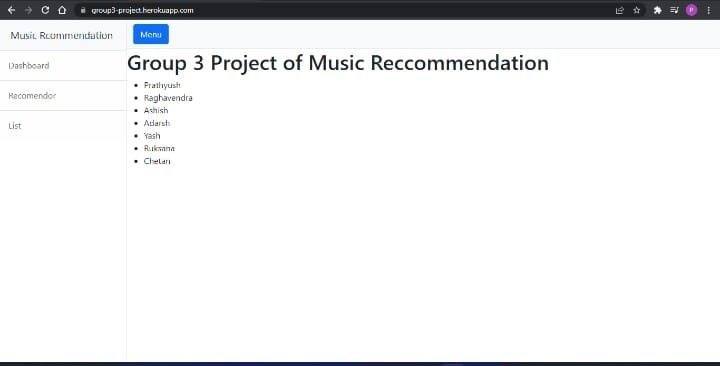 group3-project.herokuapp.com
P
Music Rcommendation
Menu
Dashboard
Recomendor
List
Group 3 Project of Music Reccommendation
Prathyush
Raghavendra
Ashish
Adarsh
Yash
Ruksana
Chetan